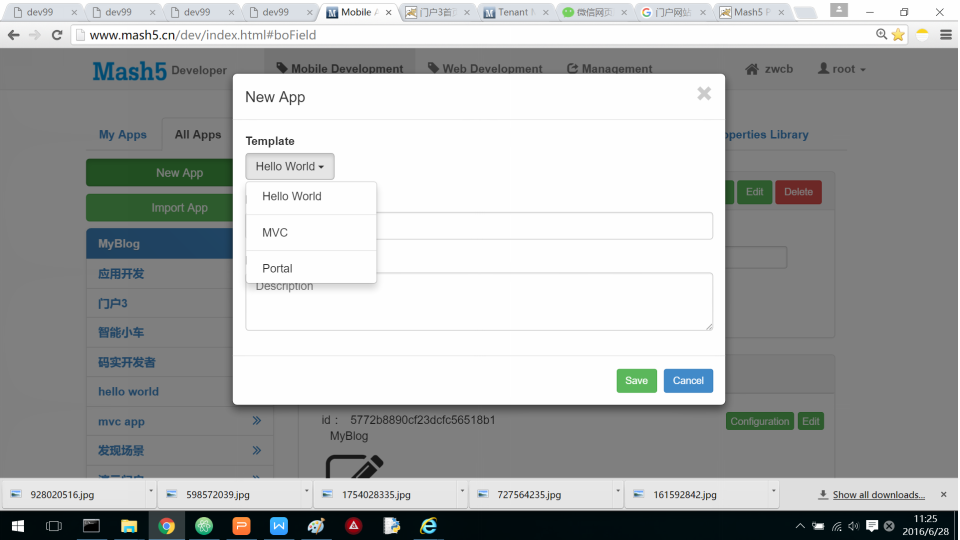 dev99
dev99
dev99
dev99
Mobile A
门户3首页
Tenant M
微信网页
门户网站
Mash5 P
www.mash5.cn/dev/index.html#boField
Mash5 Developer
Mobile Development
Web Development
Management
zwcb
root
My Apps
All Apps
operties Library
New App
Import App
MyBlog
应用开发
门户3
智能小车
码实开发者
hello world
mvc app
发现场景
New App
Template
Hello World
Hello World
MVC
Portal
Description
Save
Cancel
Edit
Delete
id : 5772b8890cf23dcfc56518b1
MyBlog
Configuration
Edit
928020516.jpg
598572039.jpg
1754028335.jpg
727564235.jpg
161592842.jpg
Show all downloads...
11:25
2016/6/28